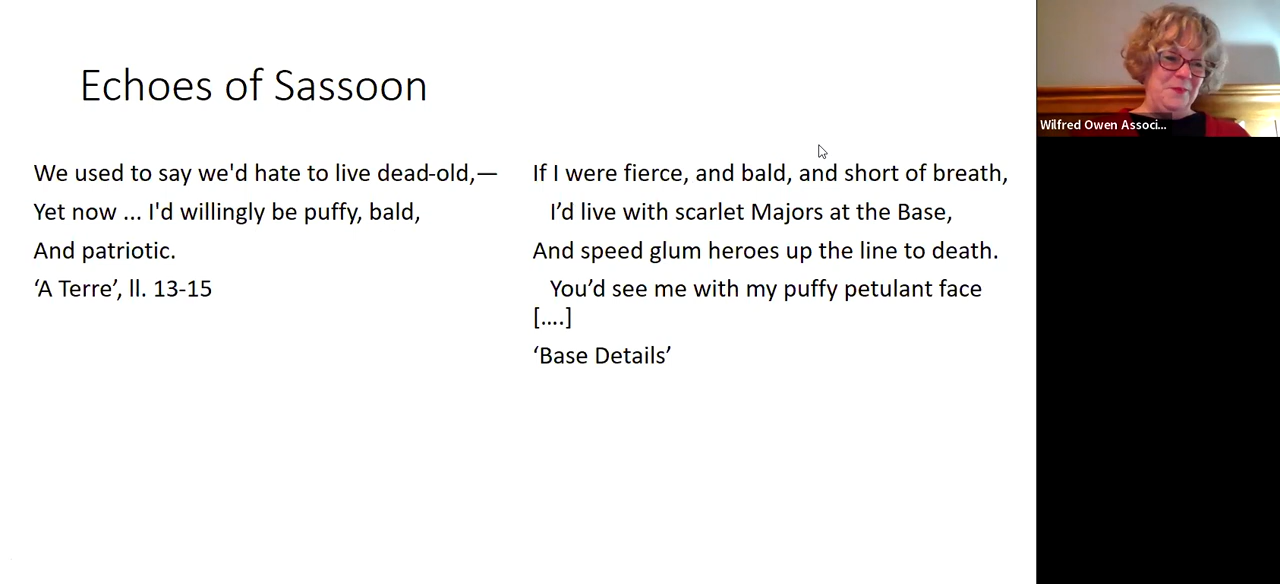 Echoes of Sassoon
We used to say we'd hate to live dead-old,—
Yet now ... I'd willingly be puffy, bald,
And patriotic.
‘A Terre’, ll. 13-15
If I were fierce, and bald, and short of breath,
I’d live with scarlet Majors at the Base,
And speed glum heroes up the line to death.
You’d see me with my puffy petulant face
[….]
‘Base Details’
Wilfred Owen Associ...